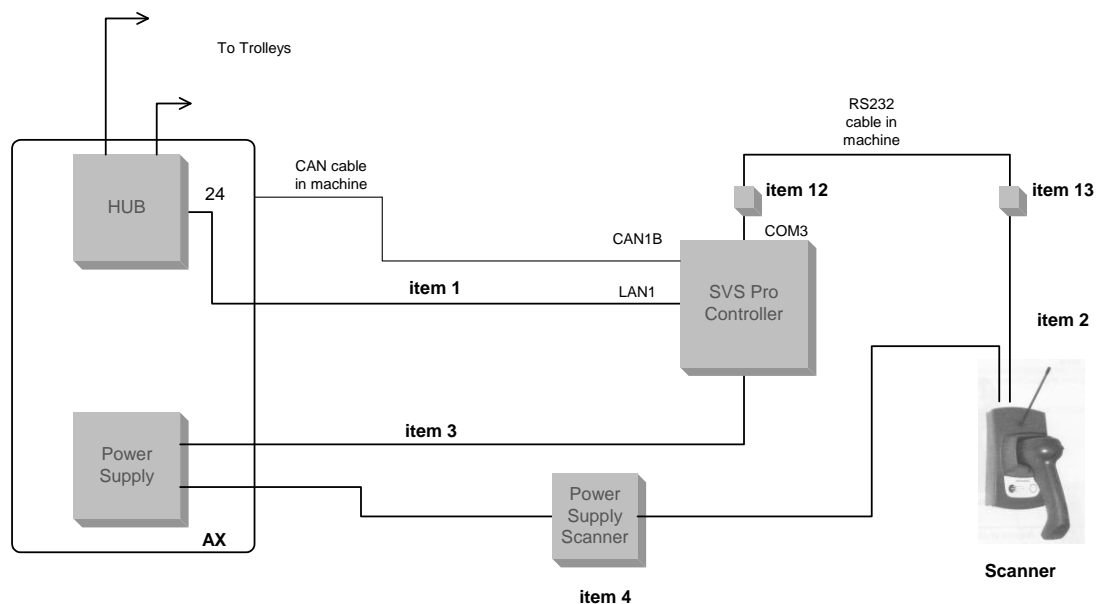 To Trolleys
RS232
cable in
machine
CAN cable
in machine
24
item 12
item 13
HUB
COM3
CAN1B
item 1
LAN1
SVS Pro
Controller
item 2
item 3
Power
Supply
Power
Supply
Scanner
AX
Scanner
item 4